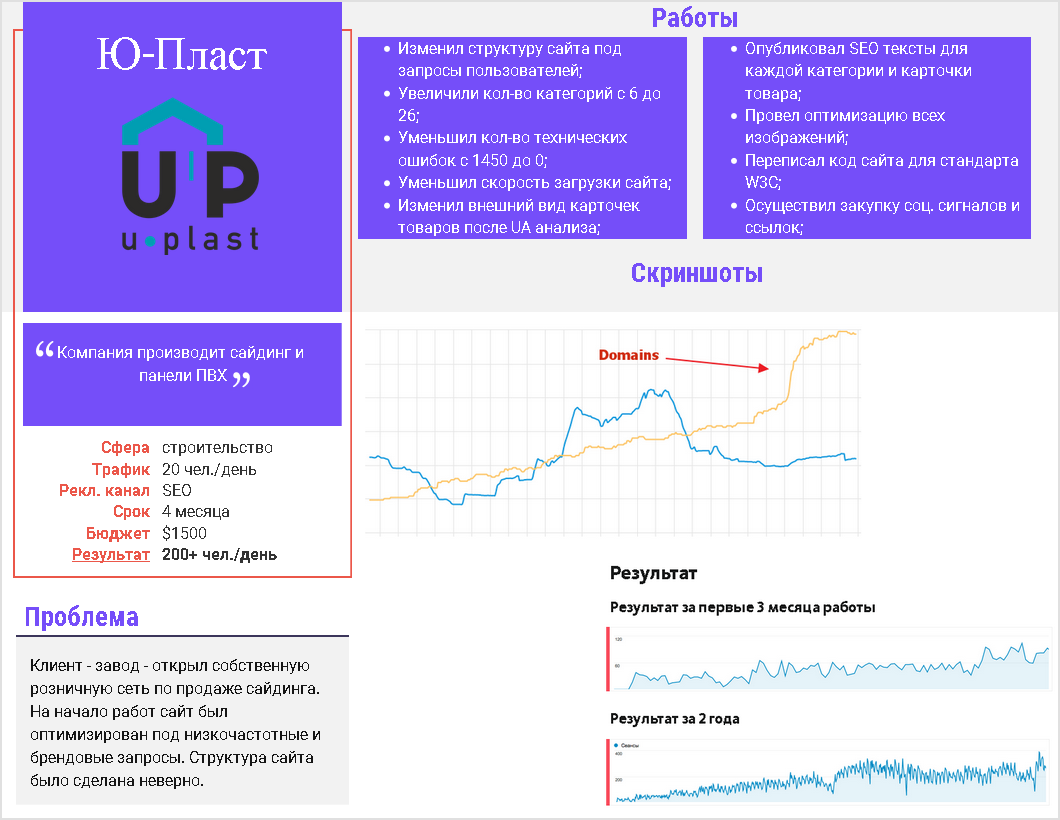 Ю-Пласт
UP
u·plast
“Компания производит сайдинг и
панели ПВХ ”
Сфера строительство
Трафик 20 чел./день
Рекл. канал SEO
Срок 4 месяца
Бюджет $1500
Результат 200+ чел./день
Проблема
Клиент - завод - открыл собственную
розничную сеть по продаже сайдинга.
На начало работ сайт был
оптимизирован под низкочастотные и
брендовые запросы. Структура сайта
было сделана неверно.
Работы
• Изменил структуру сайта под
запросы пользователей;
• Увеличили кол-во категорий с 6 до
26;
• Уменьшил кол-во технических
ошибок с 1450 до 0;
• Уменьшил скорость загрузки сайта;
• Изменил внешний вид карточек
товаров после UA анализа;
• Опубликовал SEO тексты для
каждой категории и карточки
товара;
• Провел оптимизацию всех
изображений;
• Переписал код сайта для стандарта
W3C;
• Осуществил закупку соц. сигналов и
ссылок;
Скриншоты
Domains
Результат
Результат за первые 3 месяца работы
120
60
Результат за 2 года
Сеансы
400
200